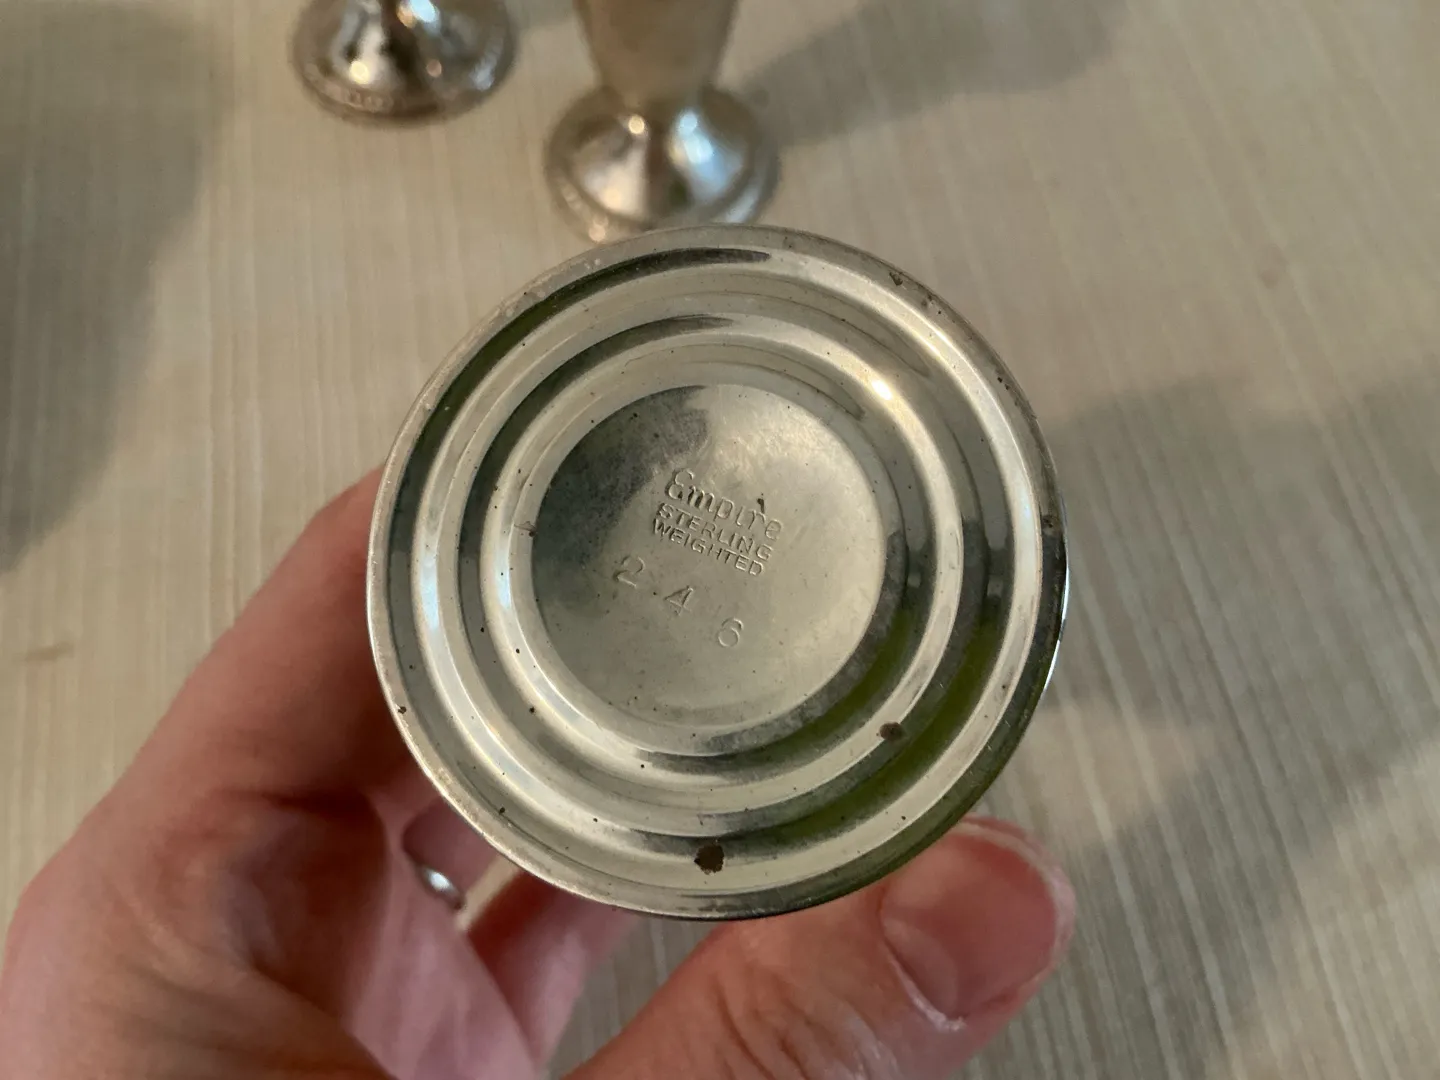 Empire
STERLING
WEIGHTED
2 4 6